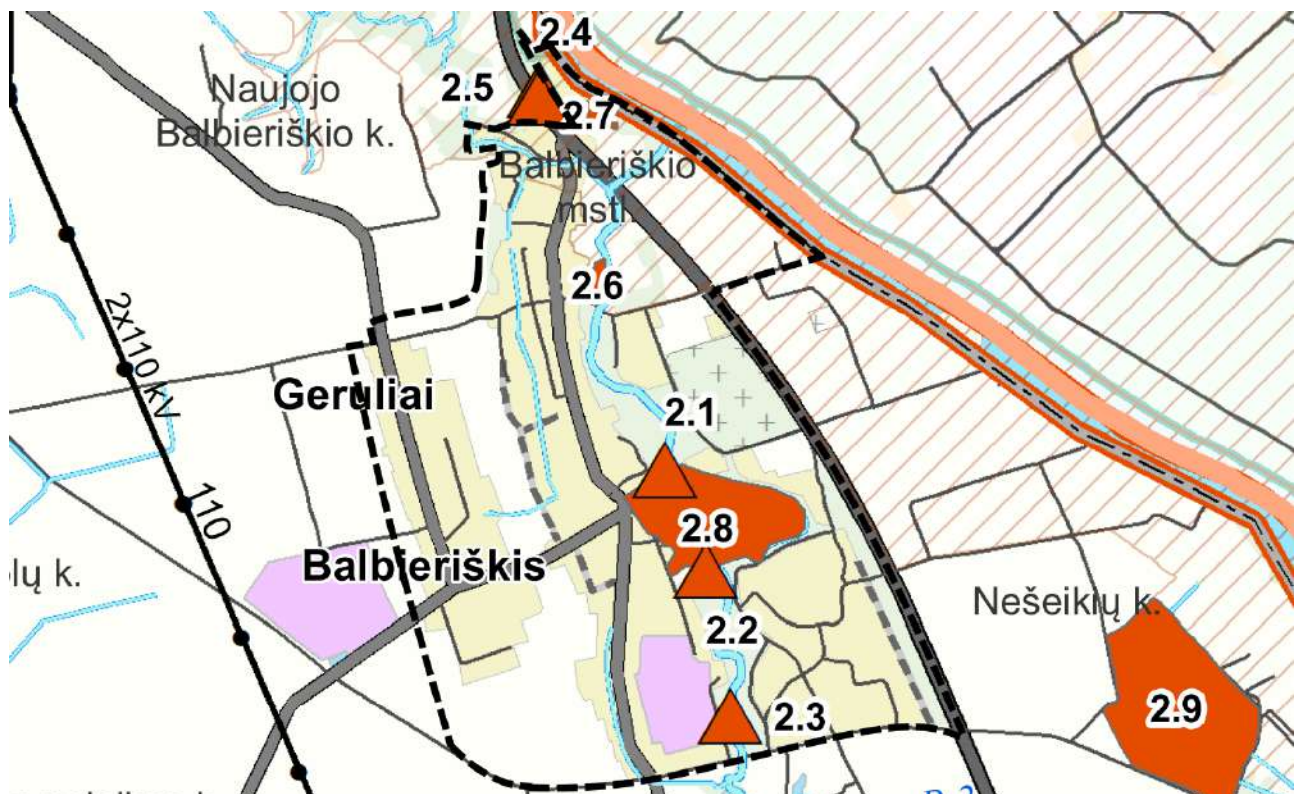 2.4
2.5
Naujojo
Balbieriškio k.
2.7
Balbieriškio
mstl.
2.6
2x110 kV
Geruliai
2.1
110
2.8
Balbieriškis
lų k.
Nešeikių k.
2.2
2.3
2.9